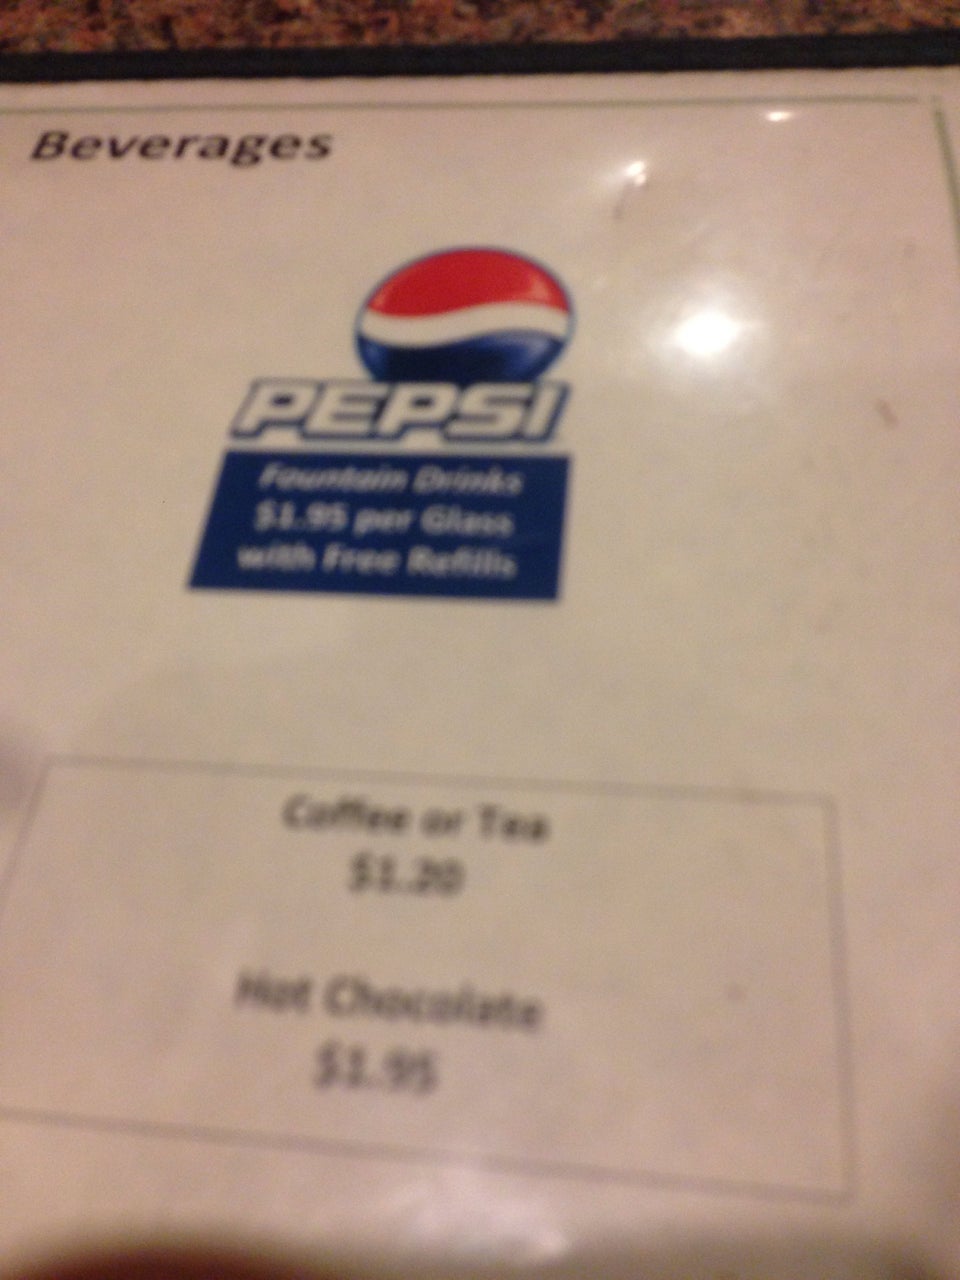 Beverages
PEPSI
Fountain Drinks
$1.95 per Glass
with Free Refills
Coffee or Tea
$1.20
Hot Chocolate
$1.95